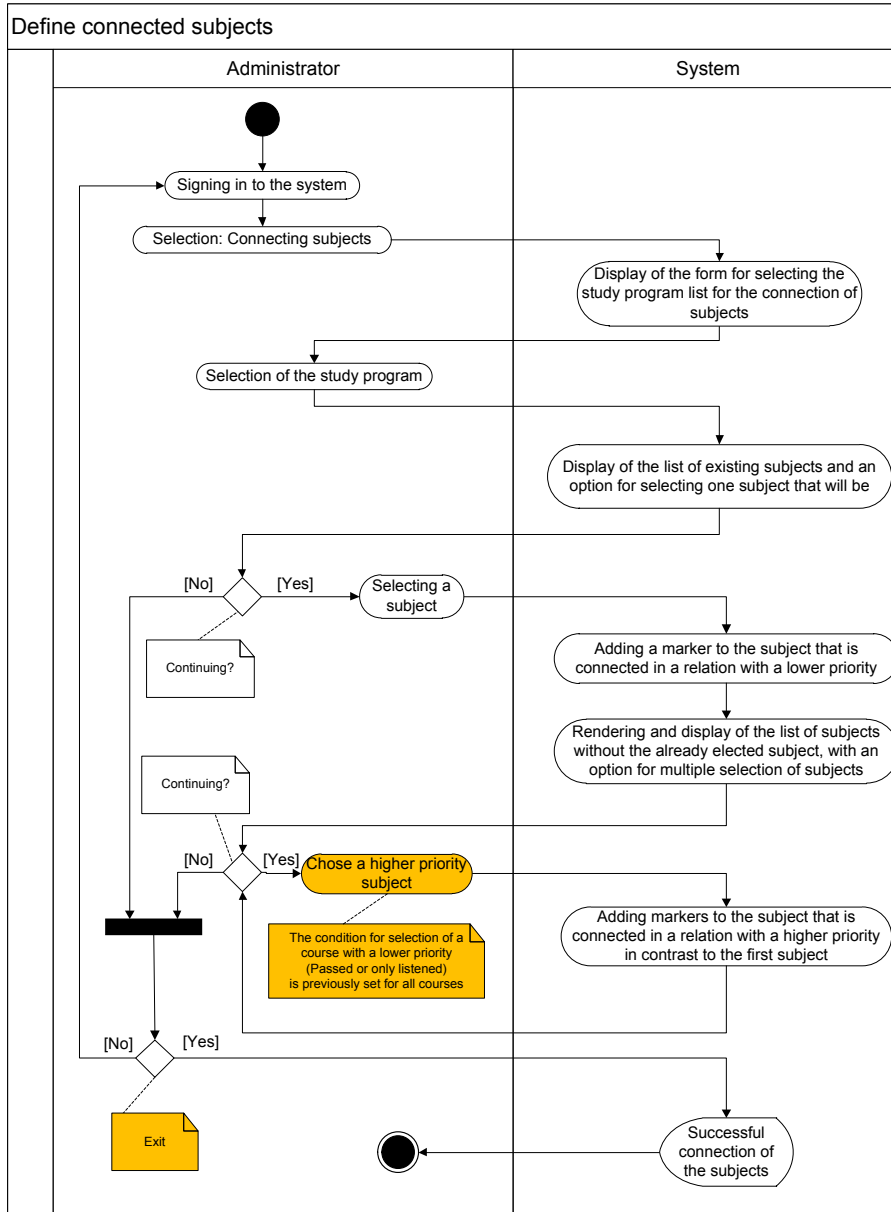 Define connected subjects
Administrator
System
Signing in to the system
Selection: Connecting subjects
Display of the form for selecting the
study program list for the connection of
subjects
Selection of the study program
Display of the list of existing subjects and an
option for selecting one subject that will be
[No]
[Yes]
Selecting a
subject
Continuing?
Adding a marker to the subject that is
connected in a relation with a lower priority
Rendering and display of the list of subjects
without the already elected subject, with an
option for multiple selection of subjects
Continuing?
[No]
[Yes]
Chose a higher priority
subject
The condition for selection of a
course with a lower priority
(Passed or only listened)
is previously set for all courses
Adding markers to the subject that is
connected in a relation with a higher priority
in contrast to the first subject
[No]
[Yes]
Exit
Successful
connection of
the subjects